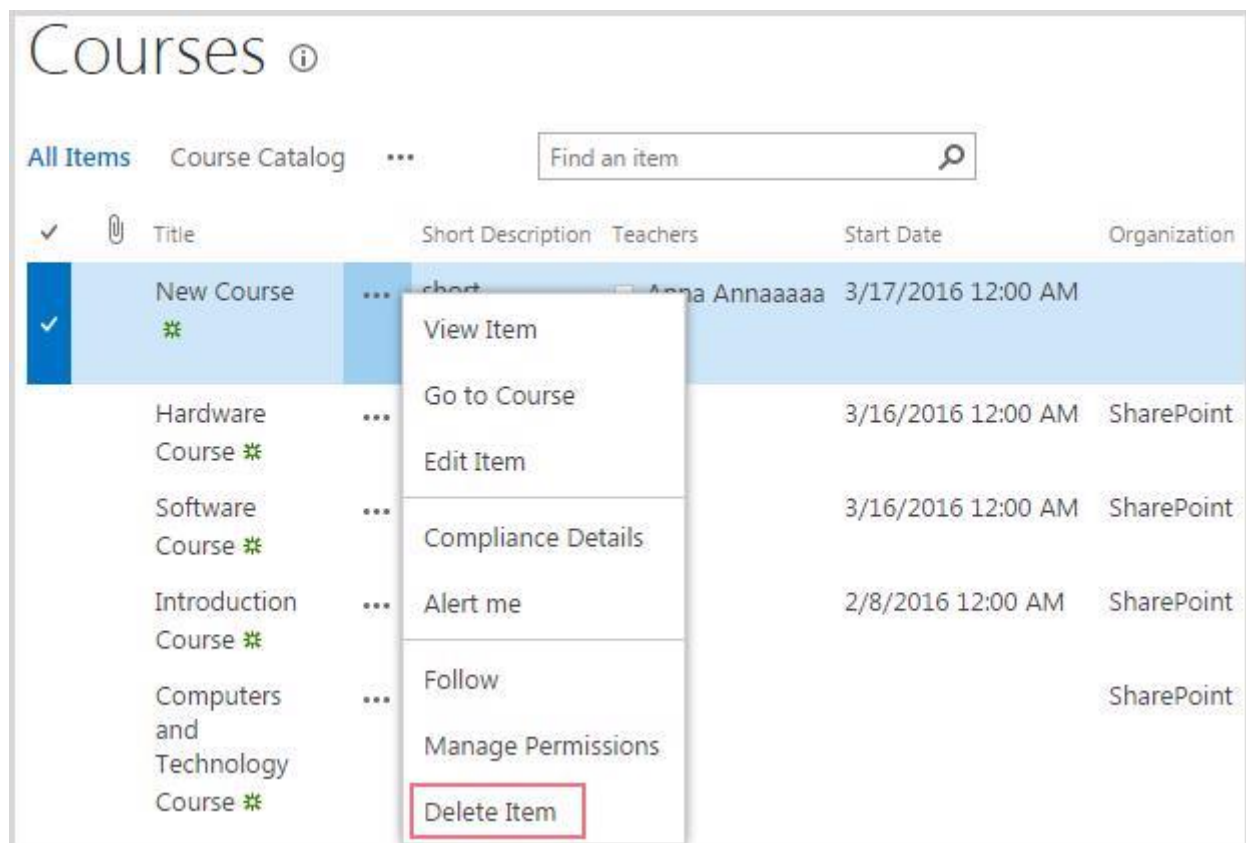 Courses
All Items Course Catalog ... Find an item
Title Short Description Teachers Start Date Organization
New Course ... short Anna Annaaaaa 3/17/2016 12:00 AM
View Item
Go to Course
Hardware ... 3/16/2016 12:00 AM SharePoint
Course
Edit Item
Software ... 3/16/2016 12:00 AM SharePoint
Compliance Details
Course
Introduction ... Alert me 2/8/2016 12:00 AM SharePoint
Course
Follow
Computers ... SharePoint
and
Manage Permissions
Technology
Course
Delete Item